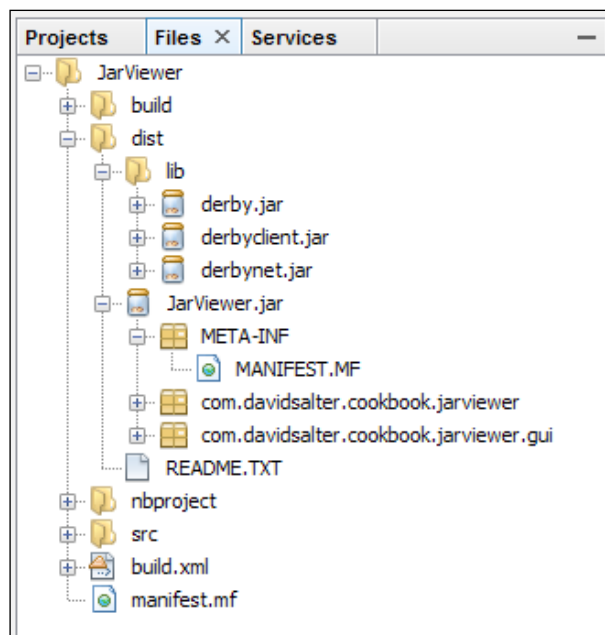 Projects Files × Services
JarViewer
build
dist
lib
derby.jar
derbyclient.jar
derbynet.jar
JarViewer.jar
META-INF
MANIFEST.MF
com.davidsalter.cookbook.jarviewer
com.davidsalter.cookbook.jarviewer.gui
README.TXT
nbproject
src
build.xml
manifest.mf